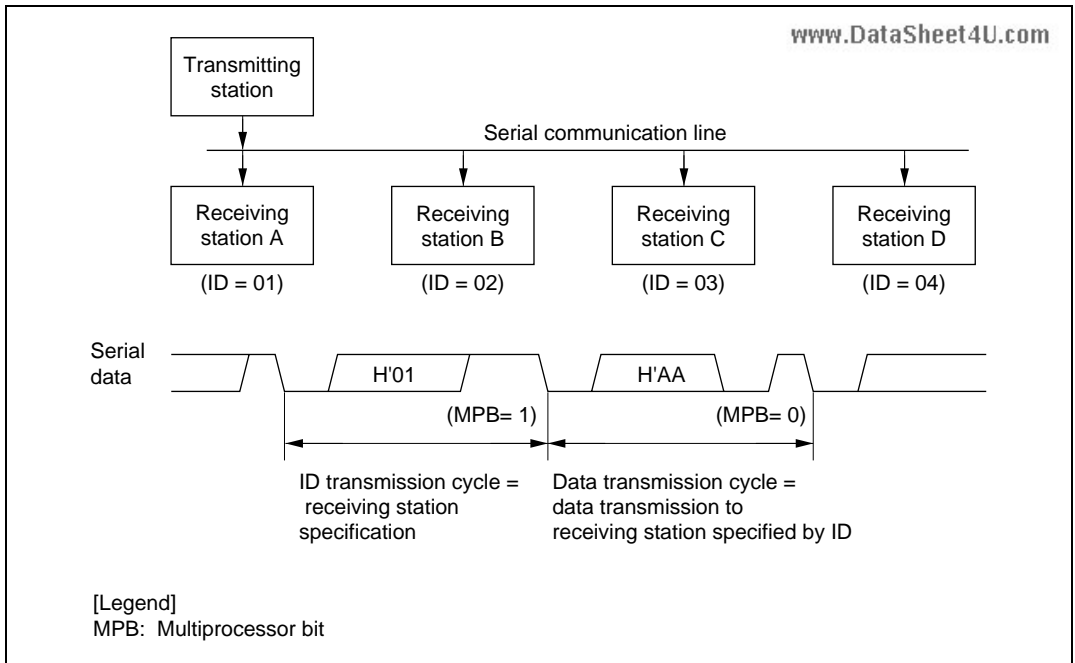 www.DataSheet4U.com
Transmitting
station
Serial communication line
Receiving
station A
Receiving
station B
Receiving
station C
Receiving
station D
(ID = 01)
(ID = 02)
(ID = 03)
(ID = 04)
Serial
data
H'01
H'AA
(MPB= 1)
(MPB= 0)
ID transmission cycle =
receiving station
specification
Data transmission cycle =
data transmission to
receiving station specified by ID
[Legend]
MPB: Multiprocessor bit